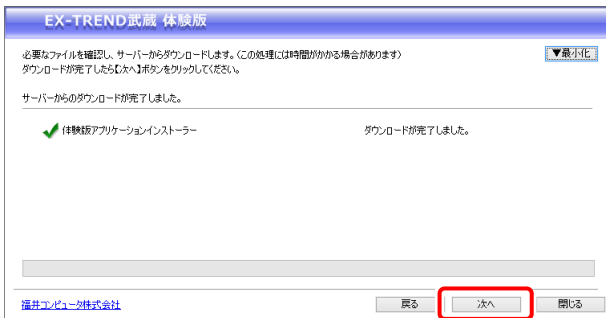 EX-TREND武蔵 体験版
必要なファイルを確認し、サーバーからダウンロードします。（この処理には時間がかかる場合があります）
▼最小化
ダウンロードが完了したら【次へ】ボタンをクリックしてください。
サーバーからのダウンロードが完了しました。
体験版アプリケーションインストーラー ダウンロードが完了しました。
福井コンピュータ株式会社 戻る 次へ 閉じる